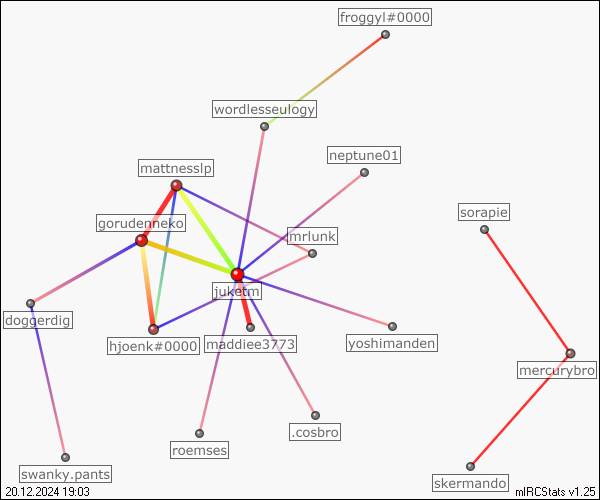 froggyl#0000
wordlesseulogy
neptune01
mattnesslp
sorapie
gorudenneko
mrlunk
juketm
doggerdig
hjoenk#0000
maddiee3773
yoshimanden
mercurybro
.cosbro
roemses
swanky.pants
skermando
20.12.2024 19:03
mIRCStats v1.25